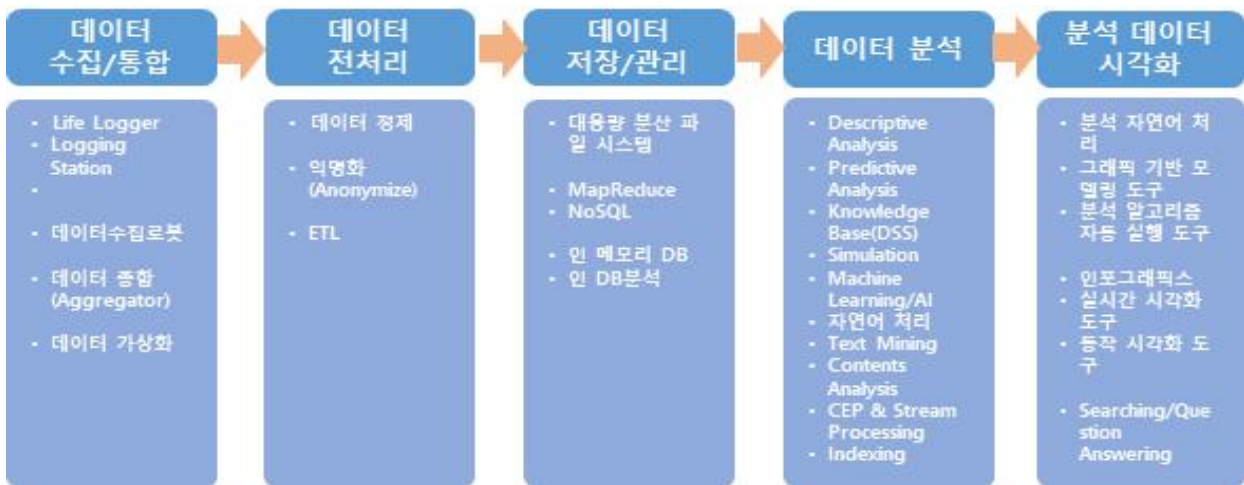 데이터
수집/통합
데이터
전처리
데이터
저장/관리
데이터 분석
분석 데이터
시각화
• Life Logger
• Logging
Station
•
• 데이터수집로봇
• 데이터 종합
(Aggregator)
• 데이터 가상화
• 데이터 정제
• 익명화
(Anonymize)
• ETL
• 대용량 분산 파
일 시스템
• MapReduce
• NoSQL
• 인 메모리 DB
• 인 DB분석
• Descriptive
Analysis
• Predictive
Analysis
• Knowledge
Base(DSS)
• Simulation
• Machine
Learning/AI
• 자연어 처리
• Text Mining
• Contents
Analysis
• CEP & Stream
Processing
• Indexing
• 분석 자연어 처
리
• 그래픽 기반 모
델링 도구
• 분석 알고리즘
자동 실행 도구
• 인포그래픽스
• 실시간 시각화
도구
• 동작 시각화 도
구
• Searching/Que
stion
Answering